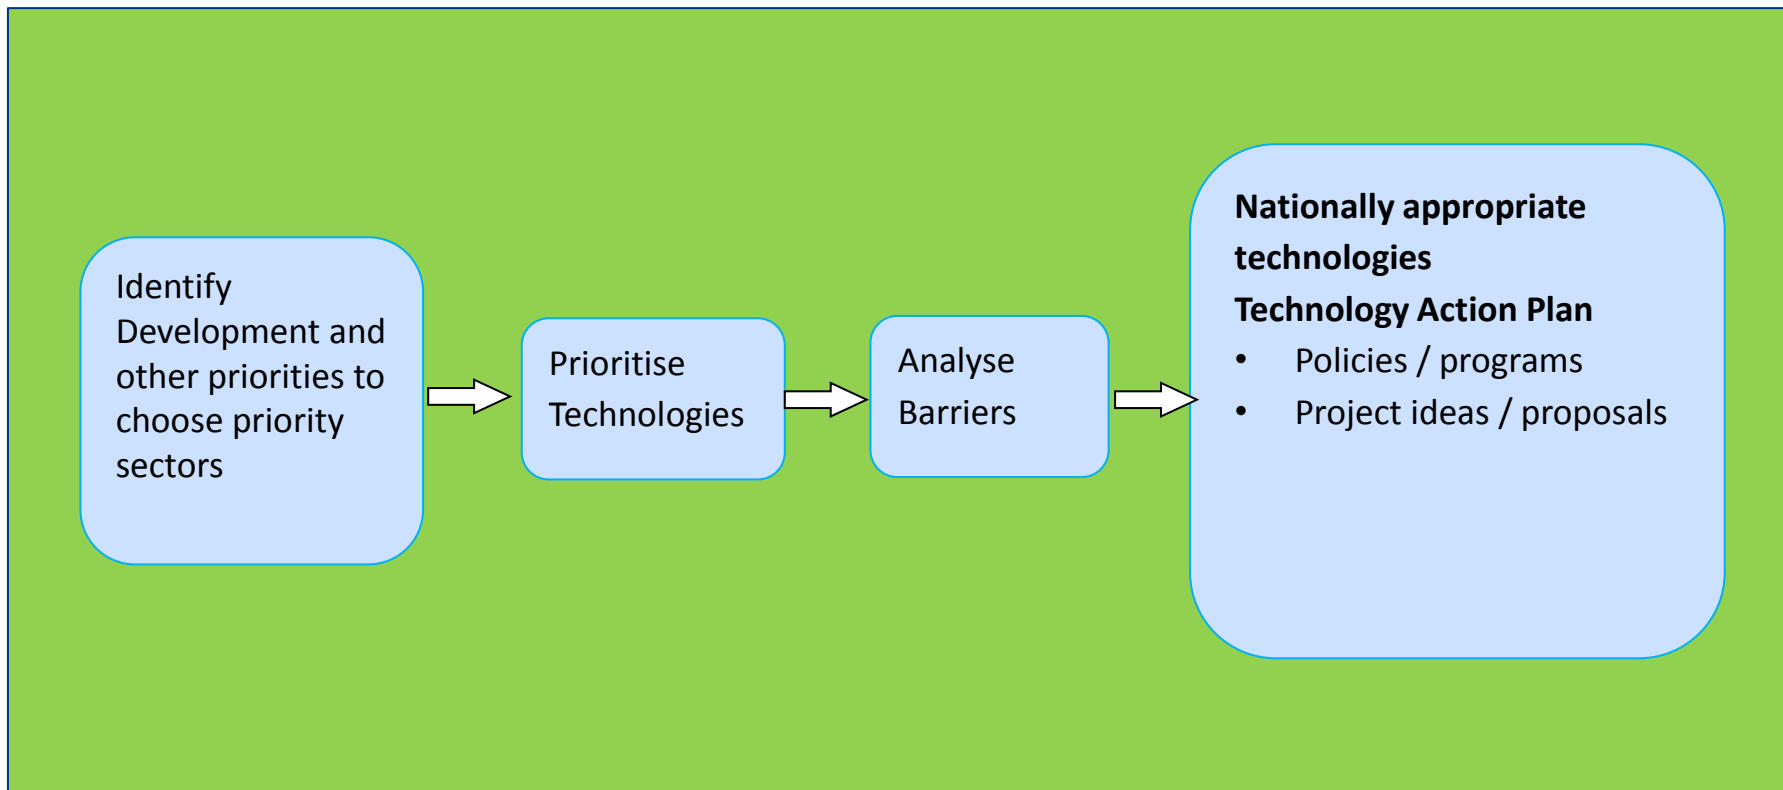 Identify
Development and
other priorities to
choose priority
sectors
Prioritise
Technologies
Analyse
Barriers
Nationally appropriate
technologies
Technology Action Plan
• Policies / programs
• Project ideas / proposals